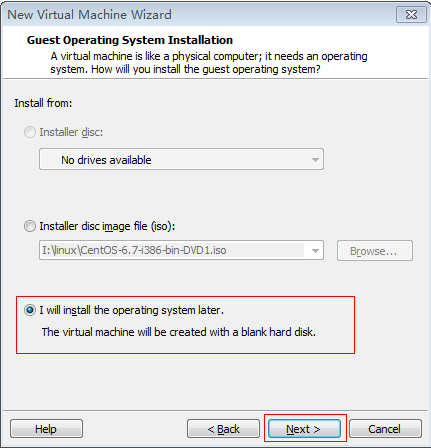 New Virtual Machine Wizard
Guest Operating System Installation
A virtual machine is like a physical computer; it needs an operating
system. How will you install the guest operating system?
Install from:
Installer disc:
No drives available
Installer disc image file (iso):
I:\linux\CentOS-6.7-i386-bin-DVD1.iso
Browse...
I will install the operating system later.
The virtual machine will be created with a blank hard disk.
Help
< Back
Next >
Cancel